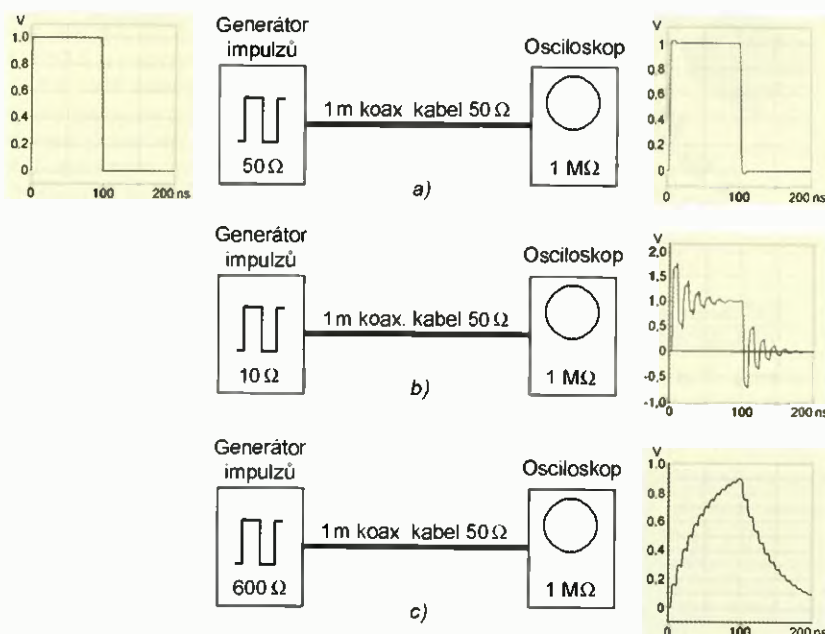 V
1.0
0.8
0.6
0.4
0.2
0
0
100
200 ns
Generátor
impulzů
50 Ω
1 m koax kabel 50 Ω
Osciloskop
1 MΩ
a)
V
1
0.8
0.6
0.4
0.2
0
0
100
200 ns
Generátor
impulzů
10 Ω
1 m koax. kabel 50 Ω
Osciloskop
1 MΩ
b)
V
2,0
1.5
1.0
0,5
0
-0,5
-1,0
0
100
200 ns
Generátor
impulzů
600 Ω
1 m koax kabel 50 Ω
Osciloskop
1 MΩ
c)
V
1.0
0.8
0.6
0.4
0.2
0
0
100
200 ns